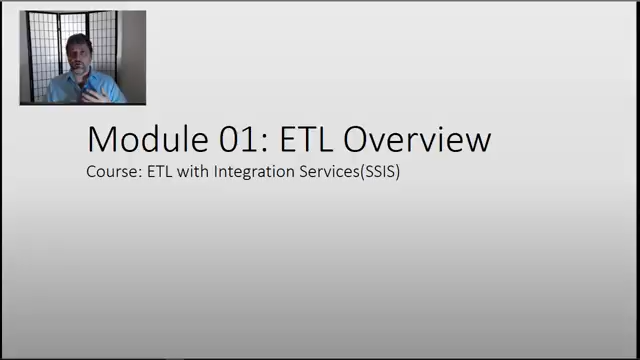 Module 01: ETL Overview
Course: ETL with Integration Services(SSIS)